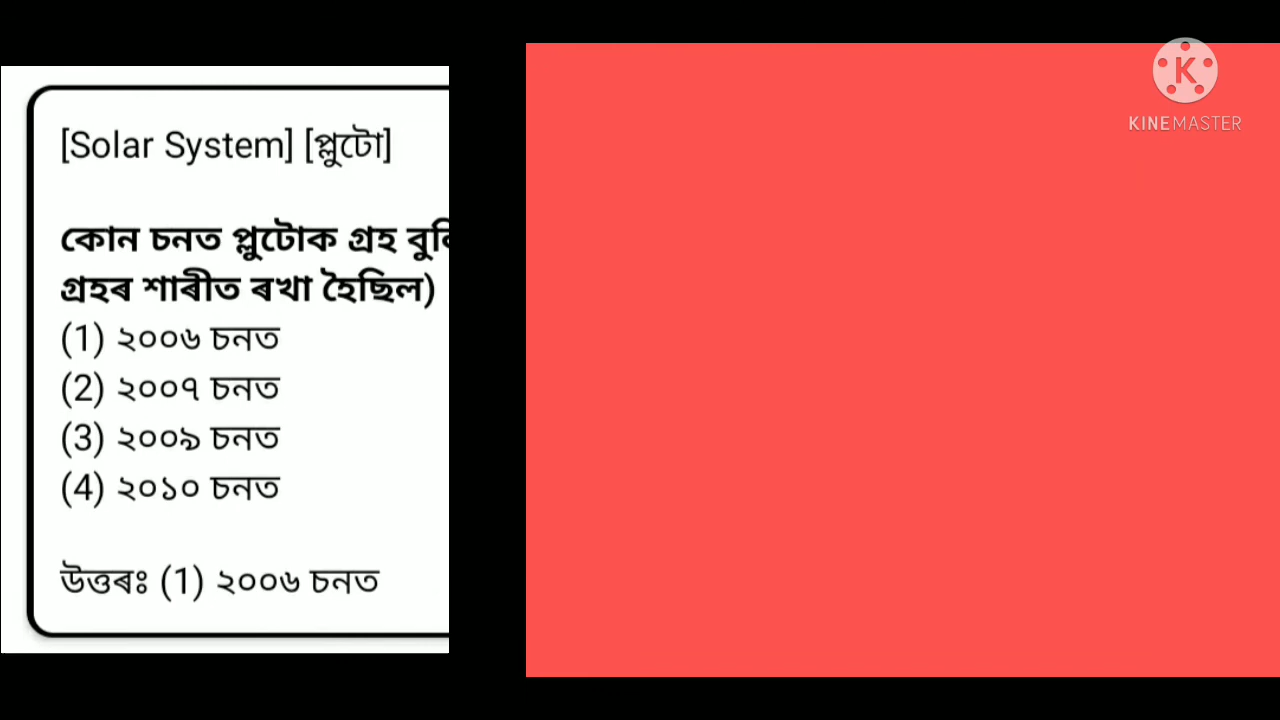 [Solar System] [প্লুটো]
কোন চনত প্লুটোক গ্ৰহ
গ্ৰহৰ শাৰীত ৰখা হৈছিল)
(1) ২০০৬ চনত
(2) ২০০৭ চনত
(3) ২০০৯ চনত
(4) ২০১০ চনত
উত্তৰঃ (1) ২০০৬ চনত
KINEMASTER